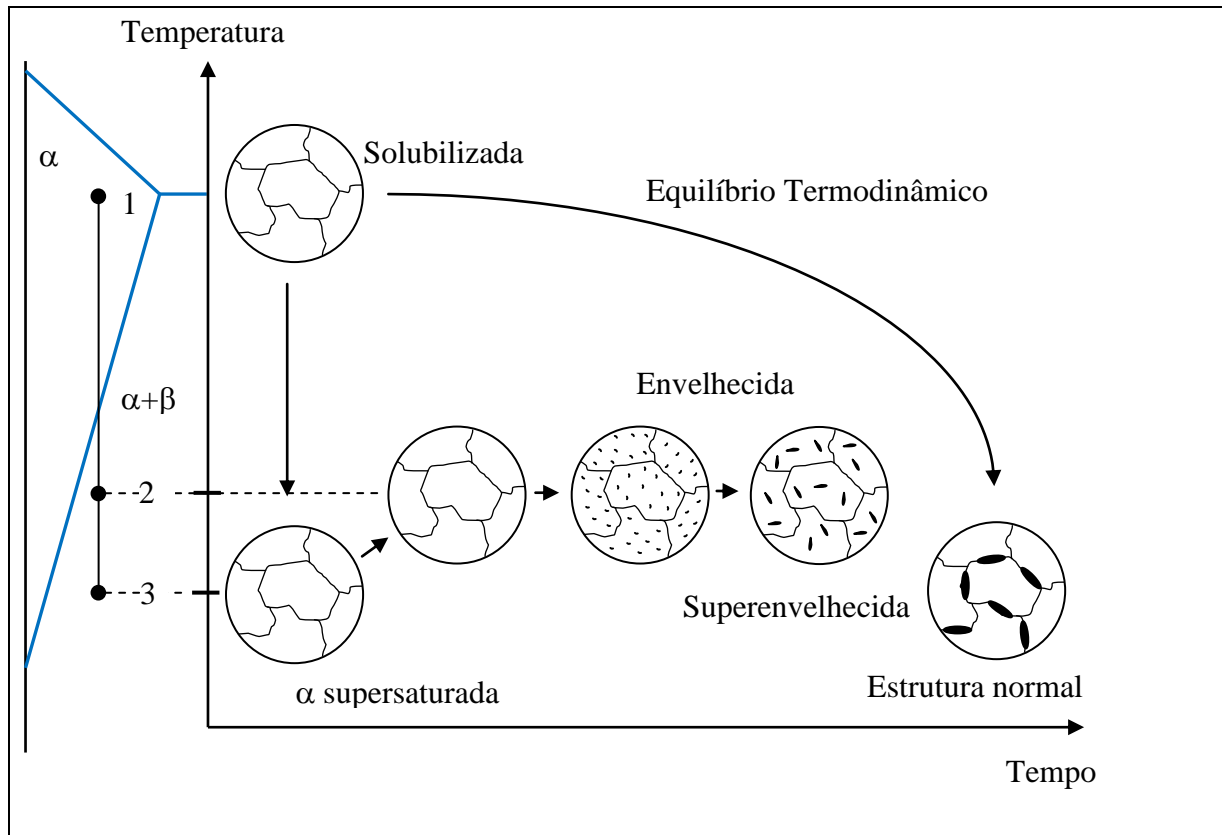 Temperatura
α
Solubilizada
1
Equilíbrio Termodinâmico
α+β
Envelhecida
2
3
Superenvelhecida
α supersaturada
Estrutura normal
Tempo